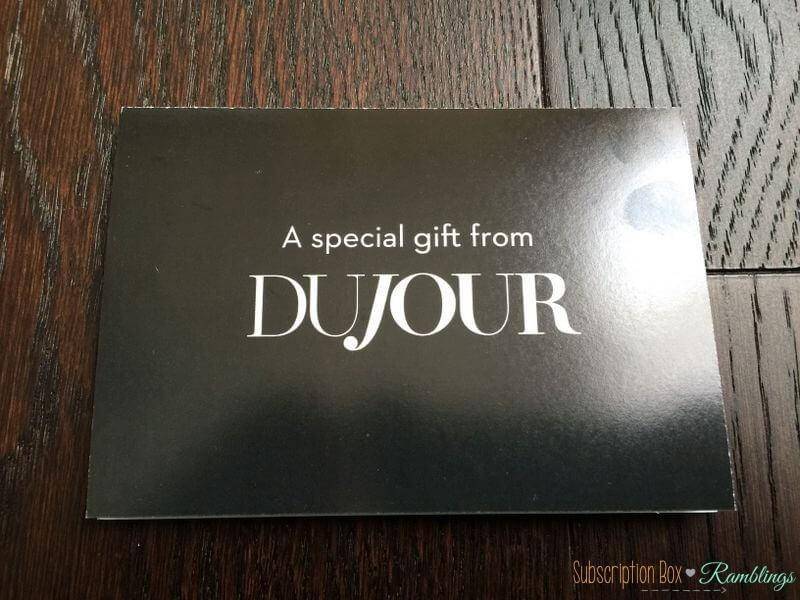 A special gift from
DUJOUR
Subscription Box Ramblings